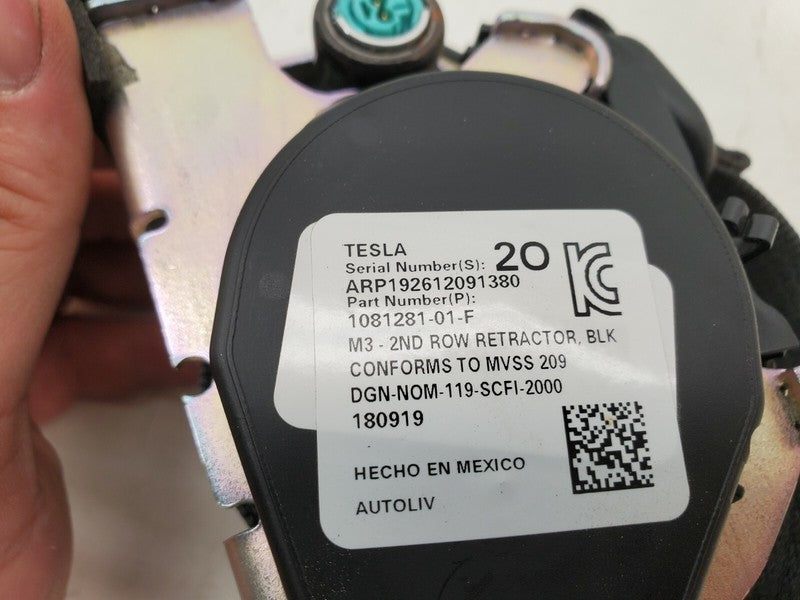 TESLA
Serial Number(S): 20
ARP192612091380
Part Number(P):
1081281-01-F
M3 - 2ND ROW RETRACTOR, BLK
CONFORMS TO MVSS 209
DGN-NOM-119-SCFI-2000
180919
HECHO EN MEXICO
AUTOLIV